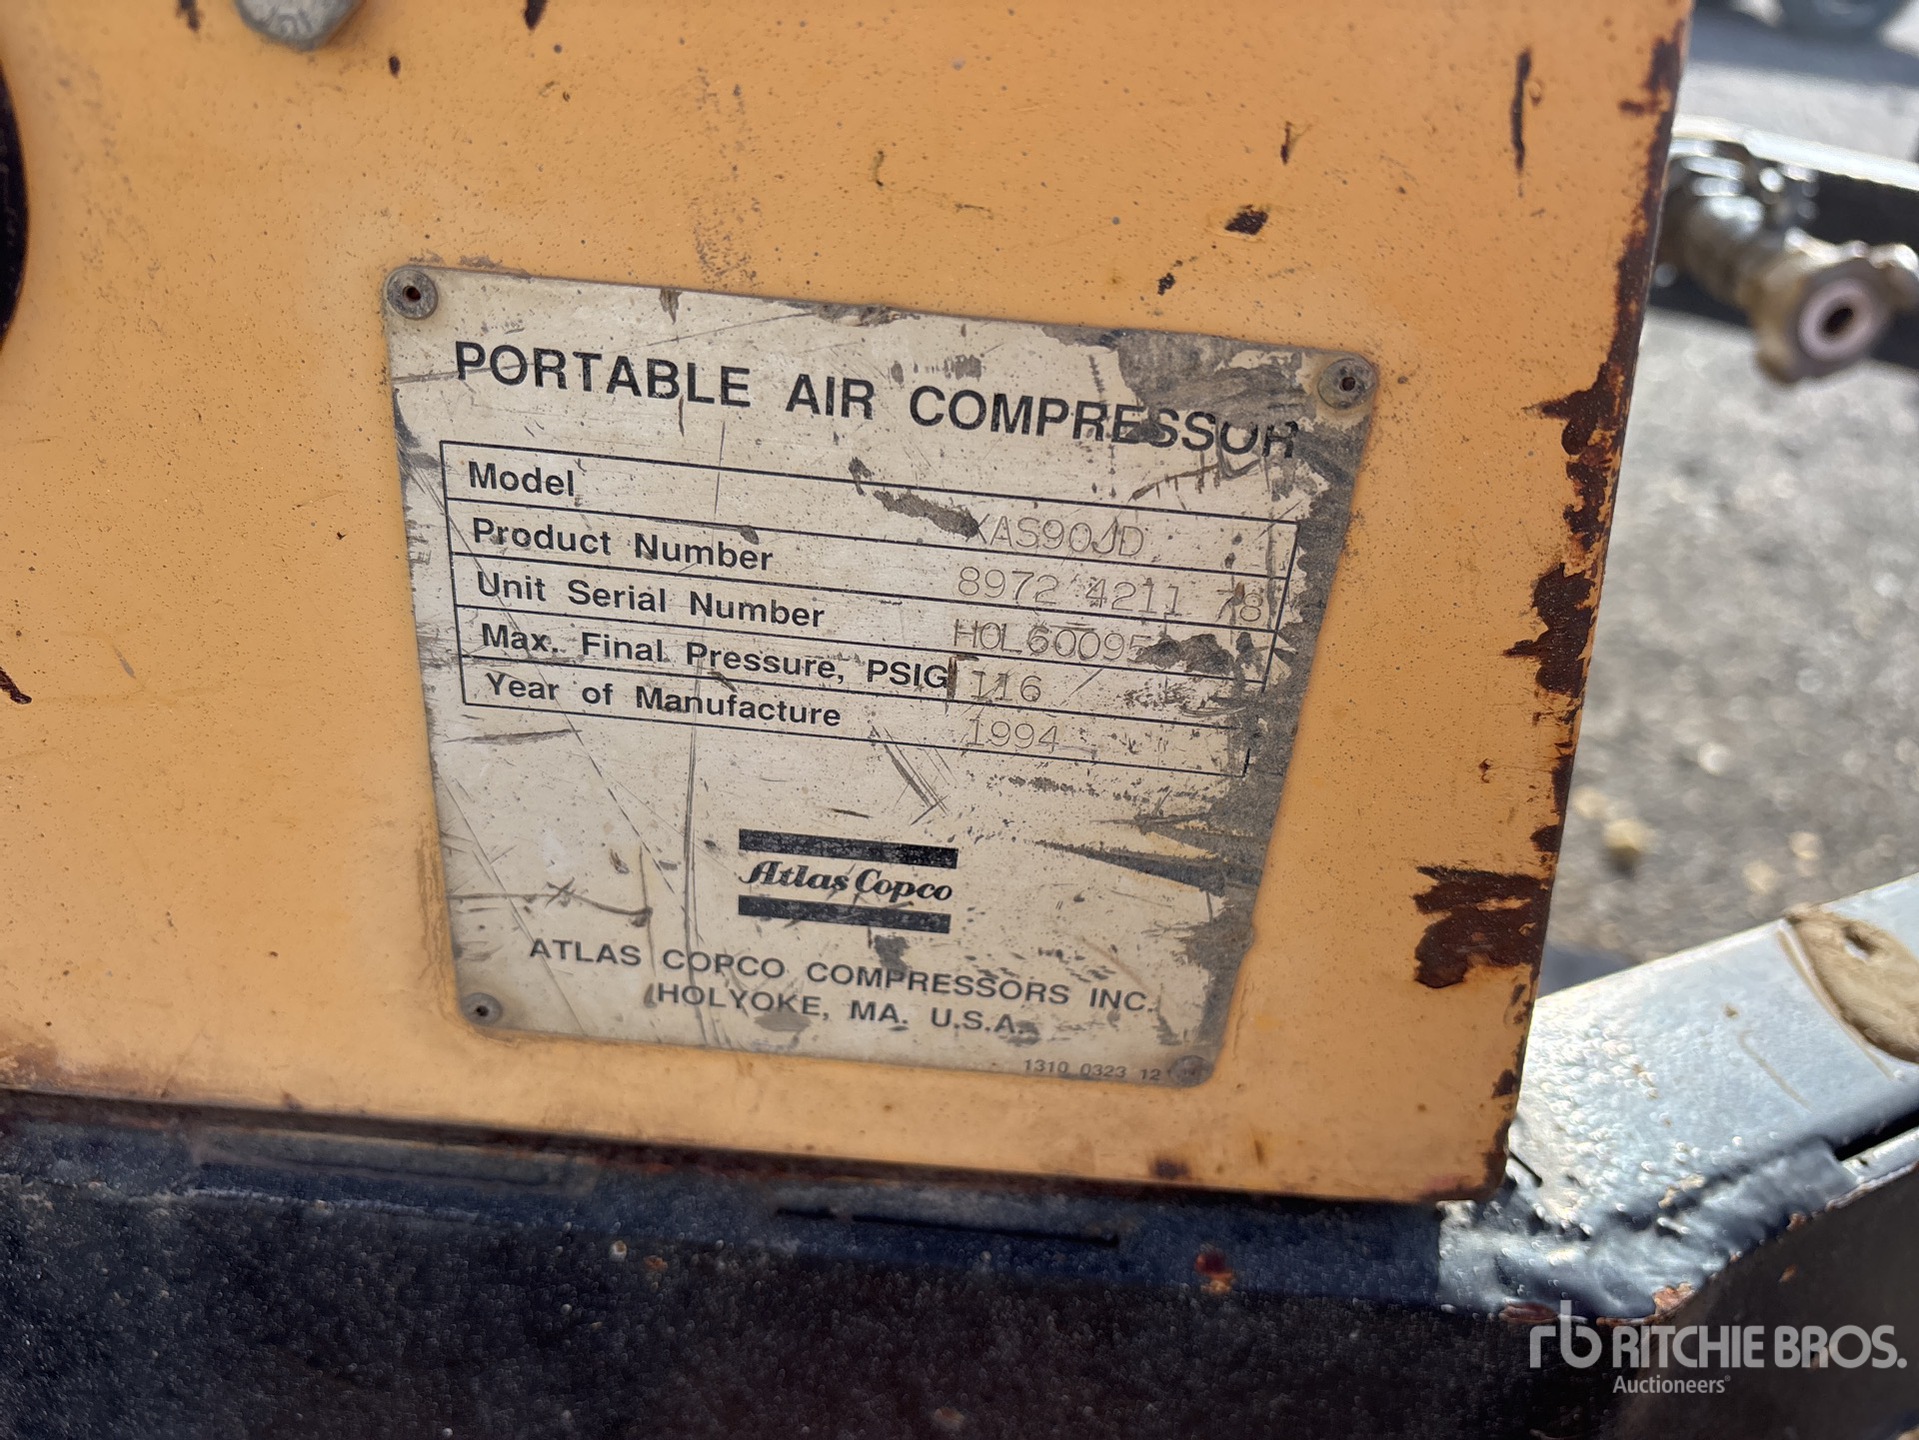 PORTABLE AIR COMPRESSOR
Model XAS90JD
Product Number 8972 4211 78
Unit Serial Number
Max. Final Pressure, PSIG 116
Year of Manufacture 1994
Atlas Copco
ATLAS COPCO COMPRESSORS INC.
HOLYOKE, MA. U.S.A.
1310 0323 12
rb RITCHIE BROS.
Auctioneers